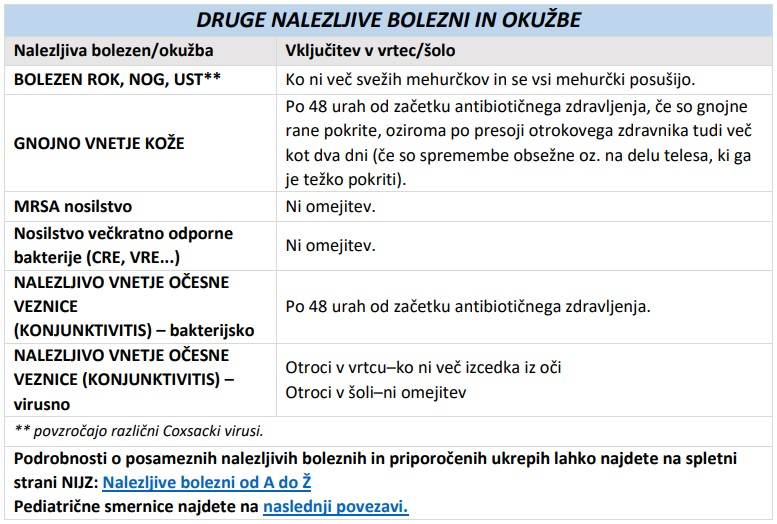 DRUGE NALEZLJIVE BOLEZNI IN OKUŽBE
Nalezljiva bolezen/okužba
Vključitev v vrtec/šolo
BOLEZEN ROK, NOG, UST**
Ko ni več svežih mehurčkov in se vsi mehurčki posušijo.
GNOJNO VNETJE KOŽE
Po 48 urah od začetku antibiotičnega zdravljenja, če so gnojne
rane pokrite, oziroma po presoji otrokovega zdravnika tudi več
kot dva dni (če so spremembe obsežne oz. na delu telesa, ki ga
je težko pokriti).
MRSA nosilstvo
Ni omejitev.
Nosilstvo večkratno odporne
bakterije (CRE, VRE...)
Ni omejitev.
NALEZLJIVO VNETJE OČESNE
VEZNICE
(KONJUNKTIVITIS) – bakterijsko
Po 48 urah od začetku antibiotičnega zdravljenja.
NALEZLJIVO VNETJE OČESNE
VEZNICE (KONJUNKTIVITIS) –
virusno
Otroci v vrtcu–ko ni več izcedka iz oči
Otroci v šoli–ni omejitev
** povzročajo različni Coxsacki virusi.
Podrobnosti o posameznih nalezljivih boleznih in priporočenih ukrepih lahko najdete na spletni
strani NIJZ: Nalezljive bolezni od A do Ž
Pediatrične smernice najdete na naslednji povezavi.